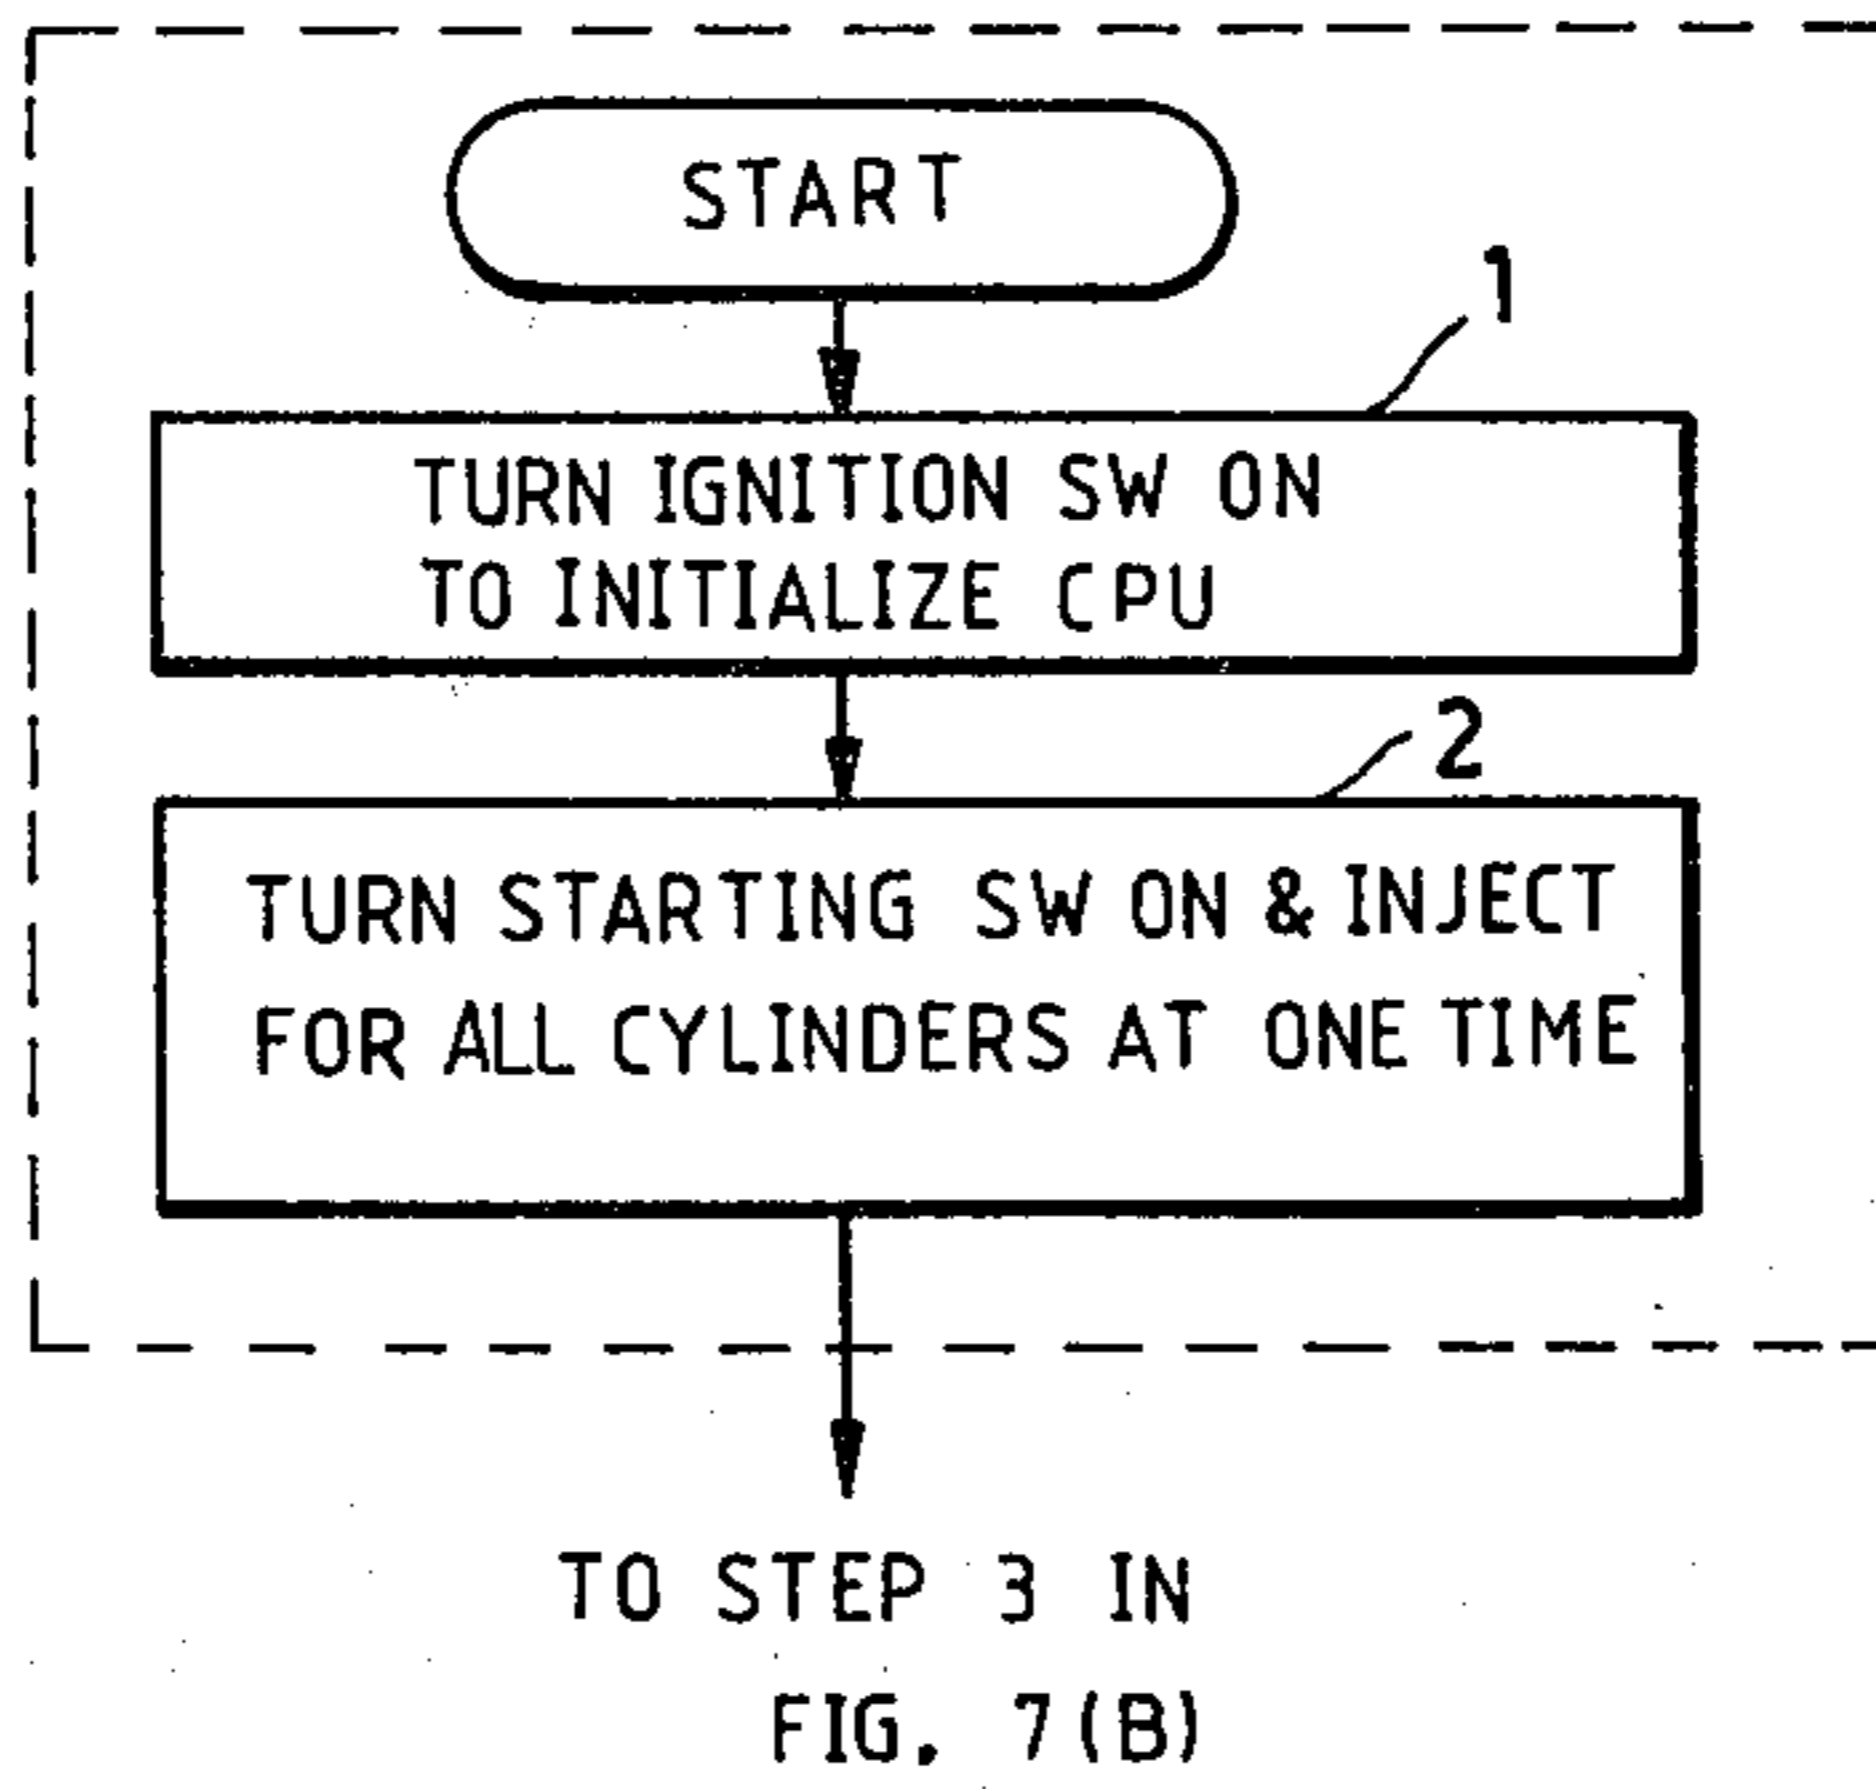 START
1
TURN IGNITION SW ON
TO INITIALIZE CPU
2
TURN STARTING SW ON & INJECT
FOR ALL CYLINDERS AT ONE TIME
TO STEP 3 IN
FIG. 7(B)